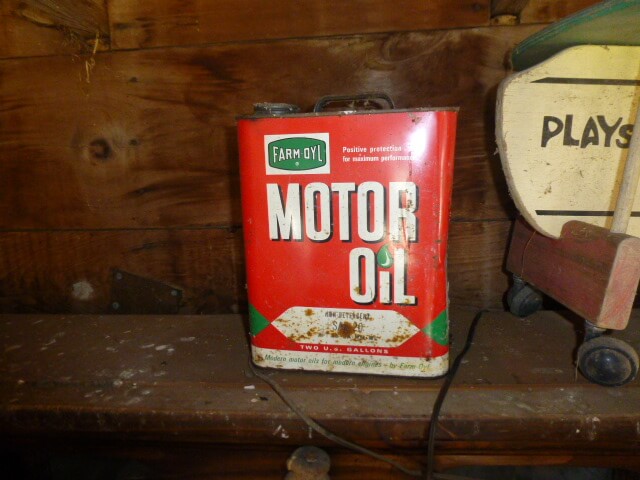 FARM-OYL
®
Positive protection
for maximum performance
MOTOR
OiL
NON-DETERGENT
TWO U.S. GALLONS
Modern motor oils for modern engines - by Farm-Oyl
PLAYS